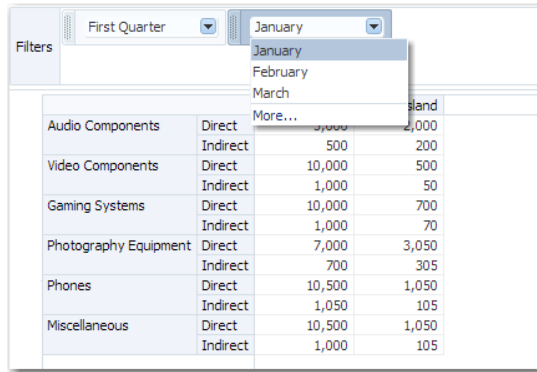 First Quarter January
Filters
January
February
March
More...
sland
Audio Components Direct 5,000 2,000
Indirect 500 200
Video Components Direct 10,000 500
Indirect 1,000 50
Gaming Systems Direct 10,000 700
Indirect 1,000 70
Photography Equipment Direct 7,000 3,050
Indirect 700 305
Phones Direct 10,500 1,050
Indirect 1,050 105
Miscellaneous Direct 10,500 1,050
Indirect 1,000 105